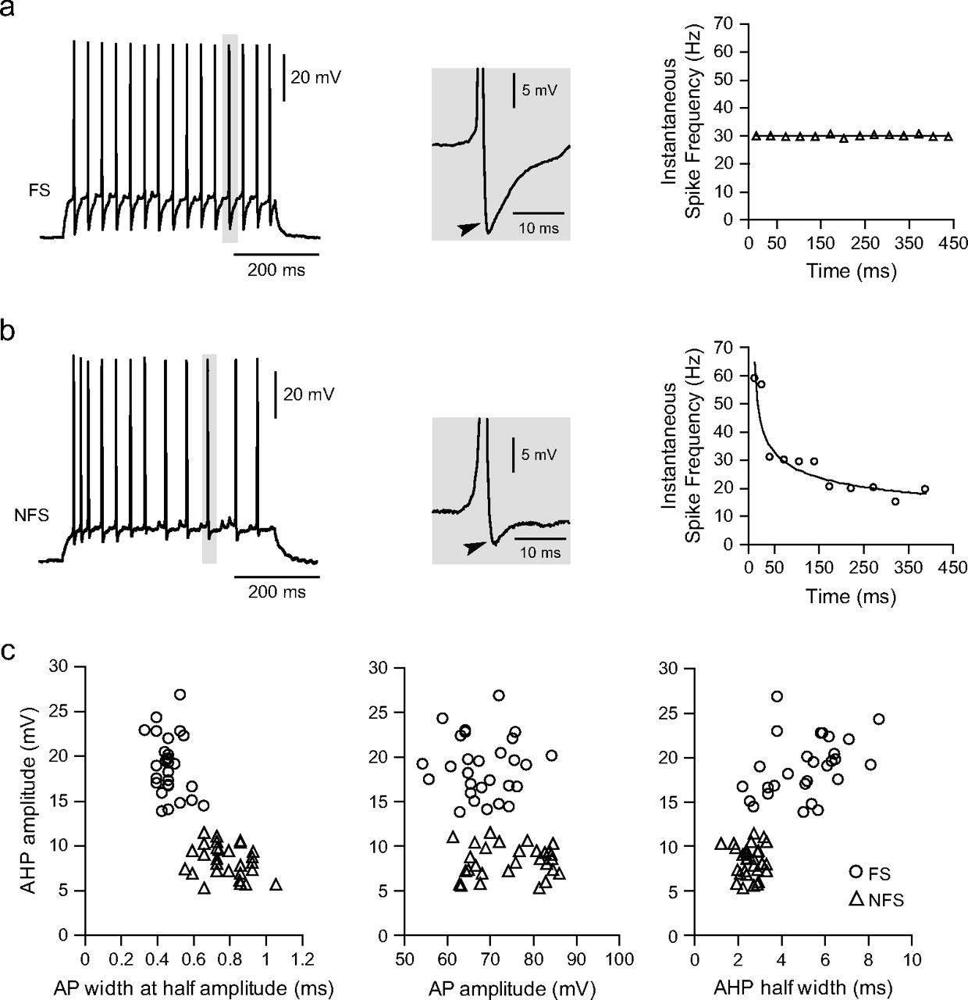 a
FS
20 mV
200 ms
5 mV
10 ms
Instantaneous
Spike Frequency (Hz)
70
60
50
40
30
20
10
0
0 50 150 250 350 450
Time (ms)
b
NFS
20 mV
200 ms
5 mV
10 ms
Instantaneous
Spike Frequency (Hz)
70
60
50
40
30
20
10
0
0 50 150 250 350 450
Time (ms)
c
AHP amplitude (mV)
30
25
20
15
10
5
0
0 0.2 0.4 0.6 0.8 1 1.2
AP width at half amplitude (ms)
30
25
20
15
10
5
0
50 60 70 80 90 100
AP amplitude (mV)
30
25
20
15
10
5
0
0 2 4 6 8 10
AHP half width (ms)
FS
NFS